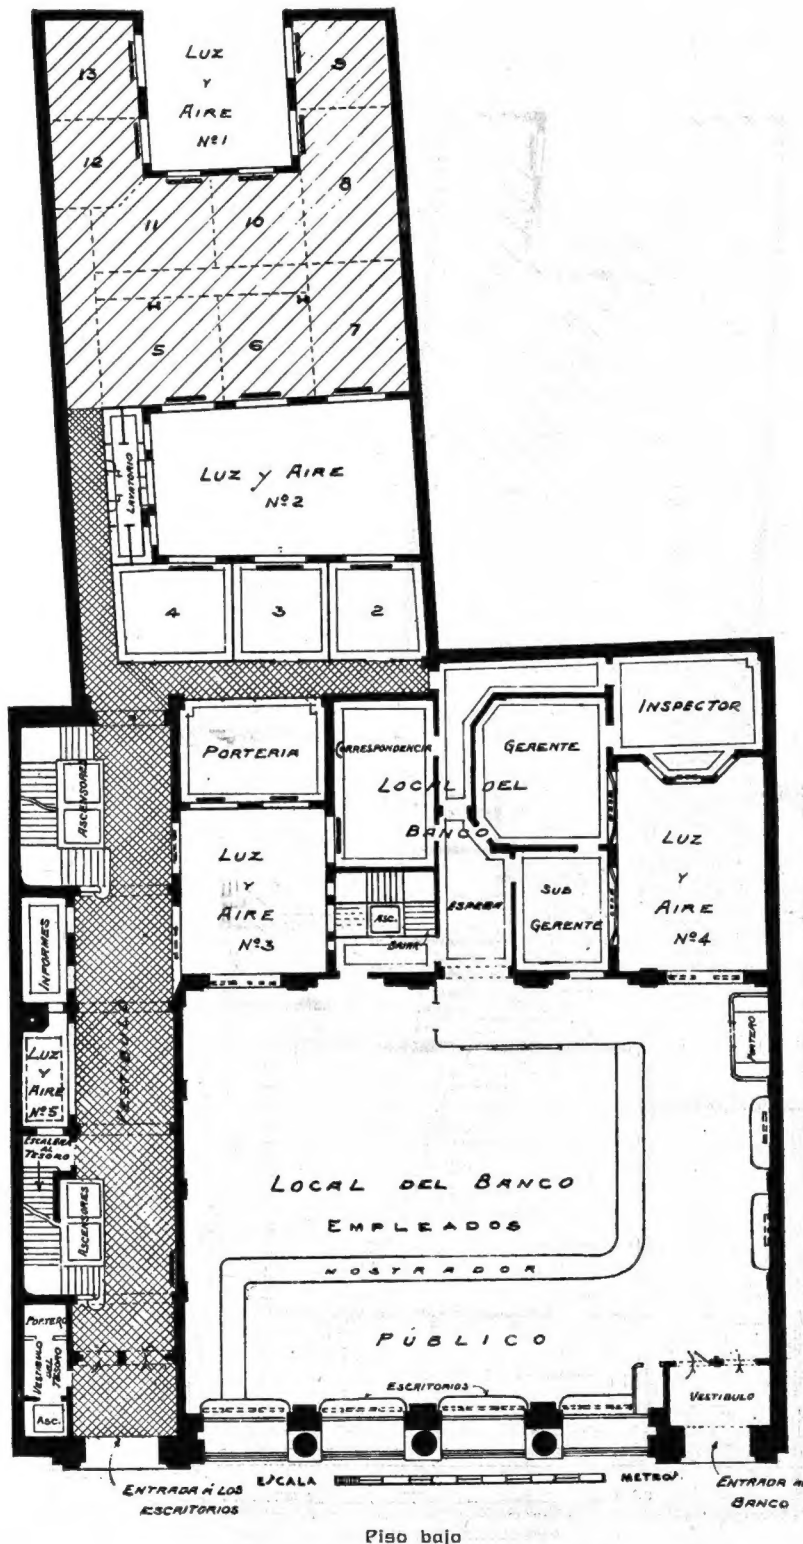 LUZ
Y
AIRE
Nº1
13
9
12
8
11
10
5
6
7
LAVATORIO
LUZ Y AIRE
Nº2
4
3
2
INSPECTOR
PORTERIA
CORRESPONDENCIA
GERENTE
LOCAL DEL
BANCO
ASCENSORES
LUZ
Y
AIRE
Nº3
ASC.
BAJAR
ESPERA
SUB
GERENTE
LUZ
Y
AIRE
Nº4
INFORMES
VESTIBULO
LUZ
Y
AIRE
Nº5
PORTERO
ESCALERA
AL
TESORO
ASCENSORES
LOCAL DEL BANCO
EMPLEADOS
MOSTRADOR
PÚBLICO
PORTERO
VESTIBULO
DEL
TESORO
ASC.
ESCRITORIOS
VESTIBULO
ENTRADA Á LOS
ESCRITORIOS
ESCALA
METROS
ENTRADA AL
BANCO
Piso bajo